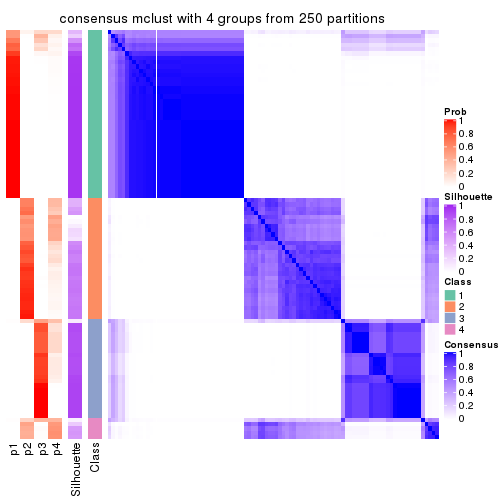 consensus mclust with 4 groups from 250 partitions
Prob
1
0.8
0.6
0.4
0.2
0
Silhouette
1
0.8
0.6
0.4
0.2
0
Class
1
2
3
4
Consensus
1
0.8
0.6
0.4
0.2
0
p1
p2
p3
p4
Silhouette
Class